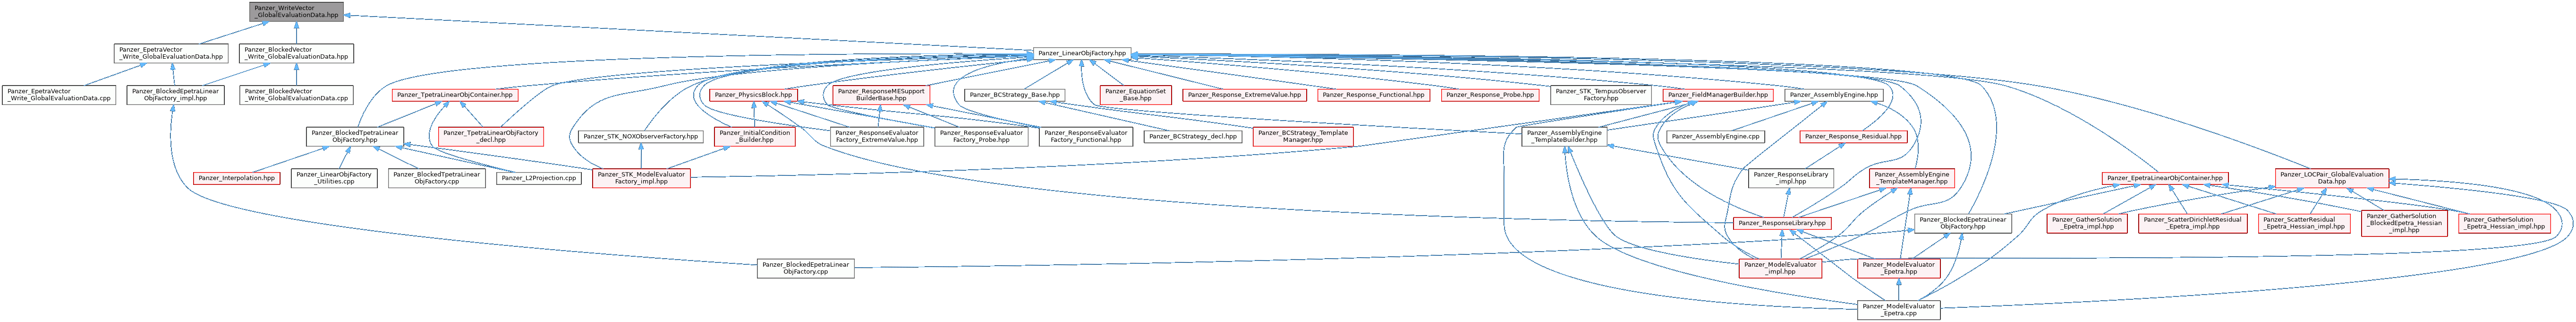 Panzer_WriteVector
_GlobalEvaluationData.hpp
Panzer_EpetraVector
_Write_GlobalEvaluationData.hpp
Panzer_BlockedVector
_Write_GlobalEvaluationData.hpp
Panzer_LinearObjFactory.hpp
Panzer_EpetraVector
_Write_GlobalEvaluationData.cpp
Panzer_BlockedEpetraLinear
ObjFactory_impl.hpp
Panzer_BlockedVector
_Write_GlobalEvaluationData.cpp
Panzer_TpetraLinearObjContainer.hpp
Panzer_PhysicsBlock.hpp
Panzer_ResponseMESupport
BuilderBase.hpp
Panzer_BCStrategy_Base.hpp
Panzer_EquationSet
_Base.hpp
Panzer_Response_ExtremeValue.hpp
Panzer_Response_Functional.hpp
Panzer_Response_Probe.hpp
Panzer_STK_TempusObserver
Factory.hpp
Panzer_FieldManagerBuilder.hpp
Panzer_AssemblyEngine.hpp
Panzer_BlockedTpetraLinear
ObjFactory.hpp
Panzer_TpetraLinearObjFactory
_decl.hpp
Panzer_STK_NOXObserverFactory.hpp
Panzer_InitialCondition
_Builder.hpp
Panzer_ResponseEvaluator
Factory_ExtremeValue.hpp
Panzer_ResponseEvaluator
Factory_Probe.hpp
Panzer_ResponseEvaluator
Factory_Functional.hpp
Panzer_BCStrategy_decl.hpp
Panzer_BCStrategy_Template
Manager.hpp
Panzer_AssemblyEngine
_TemplateBuilder.hpp
Panzer_AssemblyEngine.cpp
Panzer_Response_Residual.hpp
Panzer_Interpolation.hpp
Panzer_LinearObjFactory
_Utilities.cpp
Panzer_BlockedTpetraLinear
ObjFactory.cpp
Panzer_L2Projection.cpp
Panzer_STK_ModelEvaluator
Factory_impl.hpp
Panzer_ResponseLibrary
_impl.hpp
Panzer_AssemblyEngine
_TemplateManager.hpp
Panzer_EpetraLinearObjContainer.hpp
Panzer_LOCPair_GlobalEvaluation
Data.hpp
Panzer_ResponseLibrary.hpp
Panzer_BlockedEpetraLinear
ObjFactory.hpp
Panzer_GatherSolution
_Epetra_impl.hpp
Panzer_ScatterDirichletResidual
_Epetra_impl.hpp
Panzer_ScatterResidual
_Epetra_Hessian_impl.hpp
Panzer_GatherSolution
_BlockedEpetra_Hessian
_impl.hpp
Panzer_GatherSolution
_Epetra_Hessian_impl.hpp
Panzer_BlockedEpetraLinear
ObjFactory.cpp
Panzer_ModelEvaluator
_impl.hpp
Panzer_ModelEvaluator
_Epetra.hpp
Panzer_ModelEvaluator
_Epetra.cpp